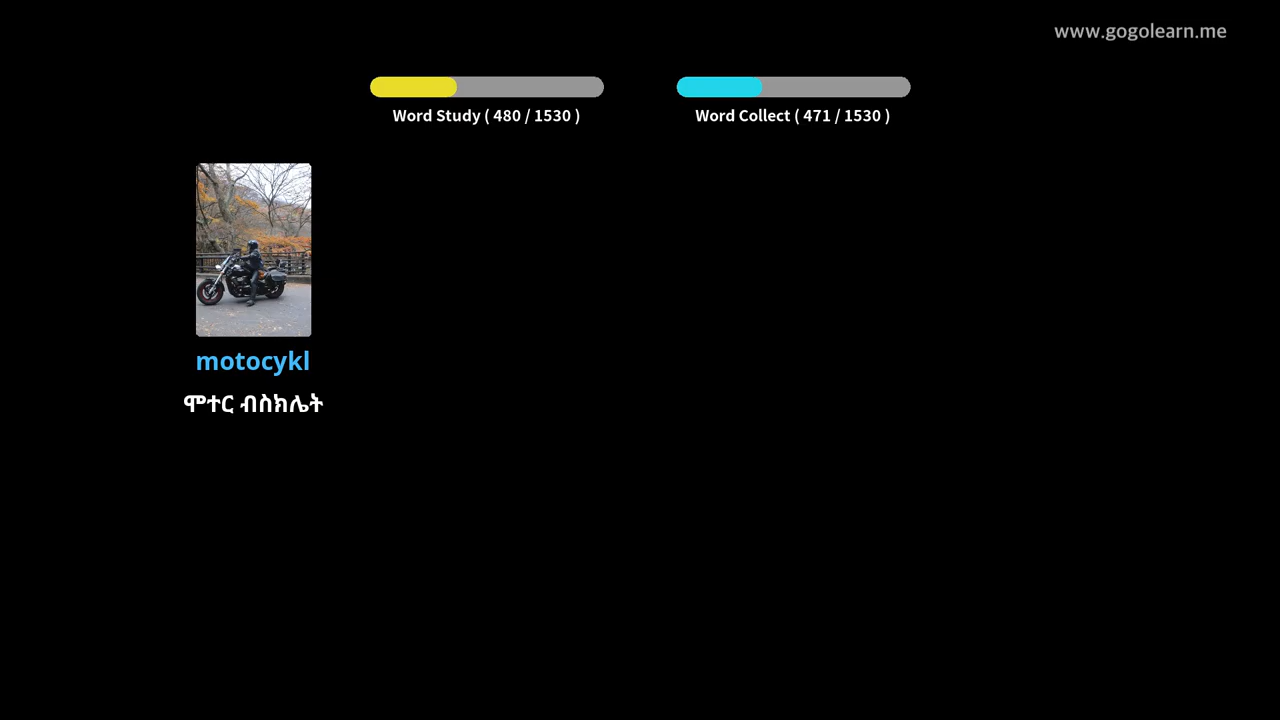 www.gogolearn.me
Word Study ( 480 / 1530 )
Word Collect ( 471 / 1530 )
motocykl
ሞተር ብስክሌት